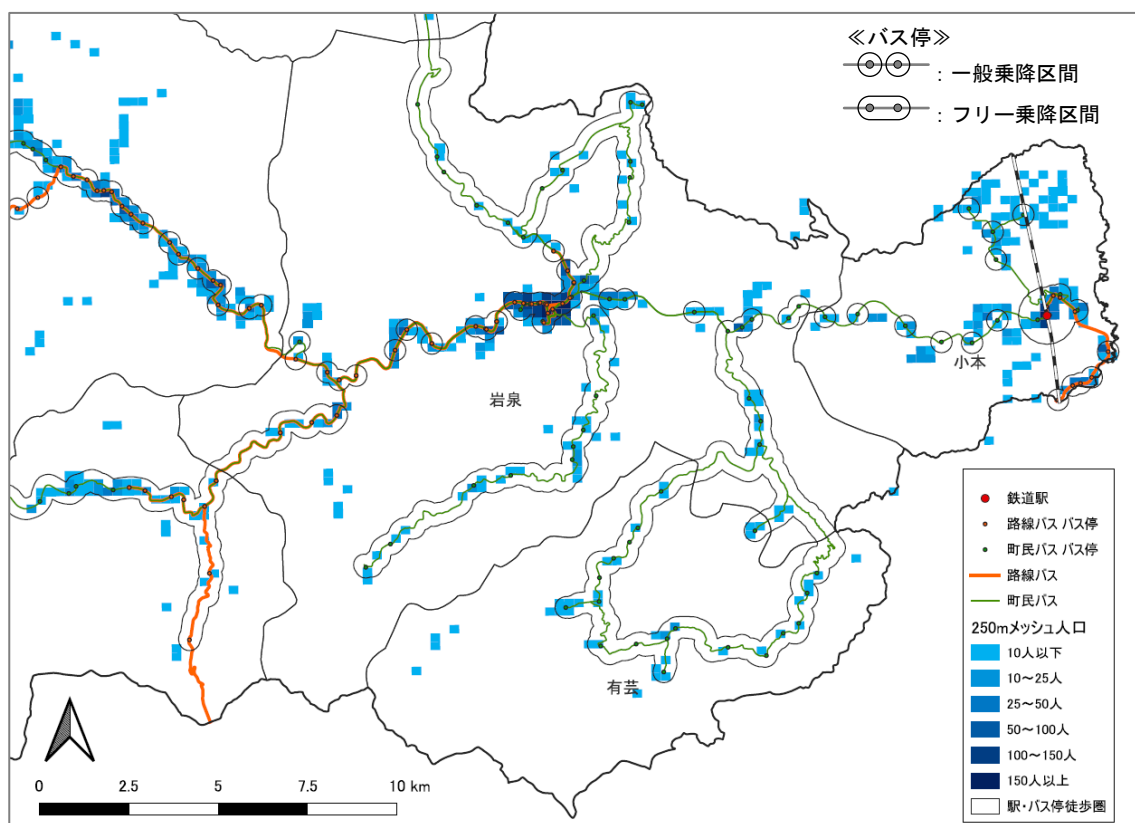 ≪バス停≫
：一般乗降区間
：フリー乗降区間
小本
岩泉
有芸
鉄道駅
路線バス バス停
町民バス バス停
路線バス
町民バス
250mメッシュ人口
10人以下
10～25人
25～50人
50～100人
100～150人
150人以上
駅・バス停徒歩圏
0 2.5 5 7.5 10 km